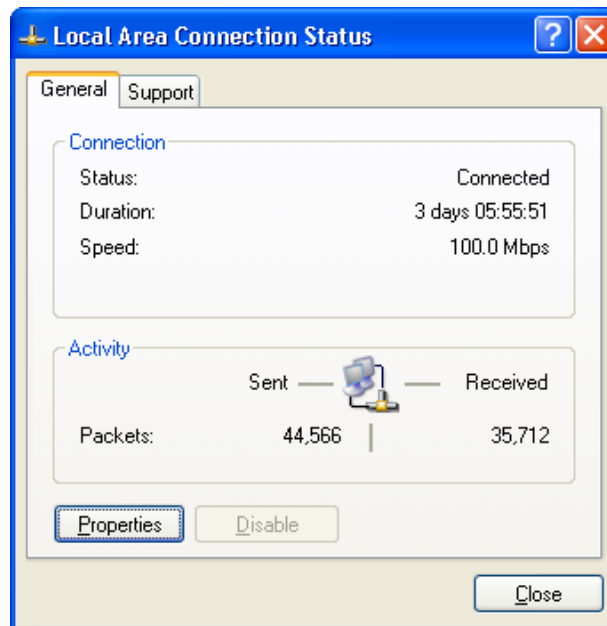 Local Area Connection Status
General Support
Connection
Status: Connected
Duration: 3 days 05:55:51
Speed: 100.0 Mbps
Activity
Sent Received
Packets: 44,566 35,712
Properties Disable
Close